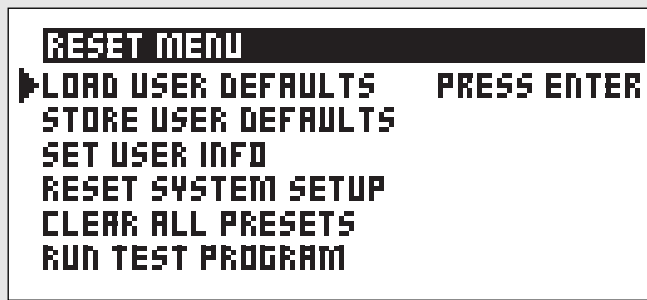 RESET MENU
LOAD USER DEFAULTS PRESS ENTER
STORE USER DEFAULTS
SET USER INFO
RESET SYSTEM SETUP
CLEAR ALL PRESETS
RUN TEST PROGRAM